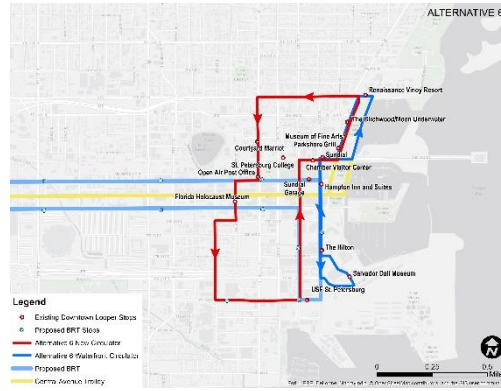 ALTERNATIVE 6
Renaissance Vinoy Resort
The Birchwood/Moon Underwater
Museum of Fine Arts
Parkshore Grill
Courtyard Marriot
Sundial
St. Petersburg College
Chamber Visitor Center
Open Air Post Office
Sundial
Garage
Hampton Inn and Suites
Florida Holocaust Museum
The Hilton
Salvador Dali Museum
USF St. Petersburg
Legend
Existing Downtown Looper Stops
Proposed BRT Stops
Alternative 6 New Circulator
Alternative 6 Waterfront Circulator
Proposed BRT
Central Avenue Trolley
N
0 0.25 0.5